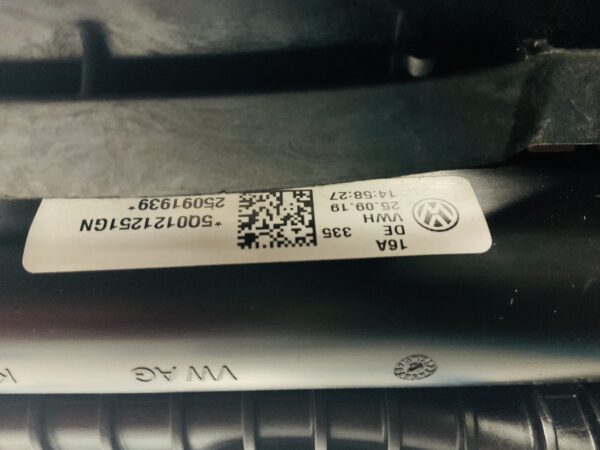 16A
DE 335
VWH
25.09.19
14:58:27
*5Q0121251GN
25091939*
VW AG
K